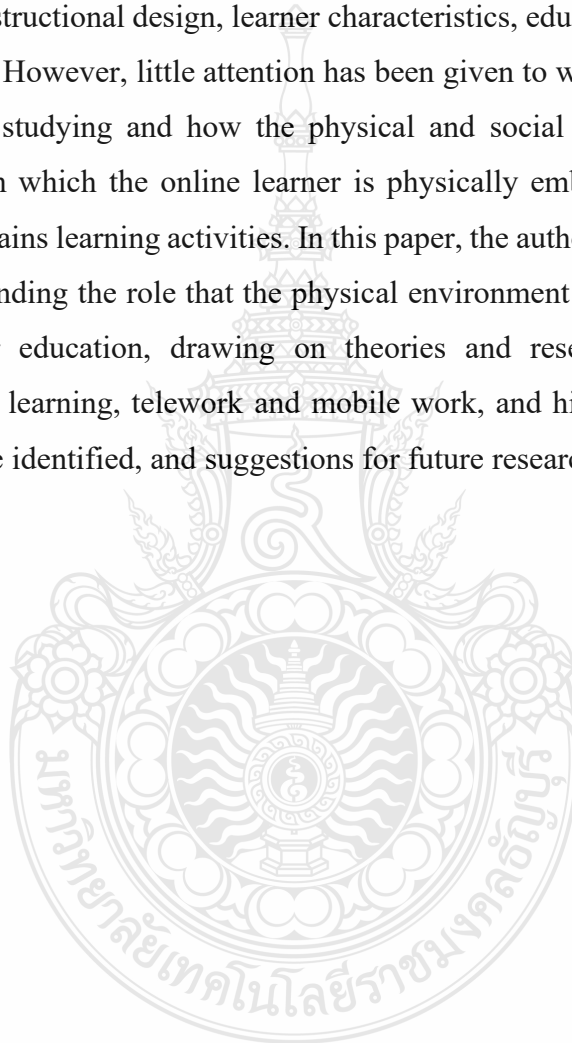 structional design, learner characteristics, edu
However, little attention has been given to w
studying and how the physical and social
which the online learner is physically emb
ains learning activities. In this paper, the autho
nding the role that the physical environment
education, drawing on theories and rese
learning, telework and mobile work, and hi
e identified, and suggestions for future researc
มหาวิทยาลัยเทคโนโลยีราชมงคลธัญบุรี